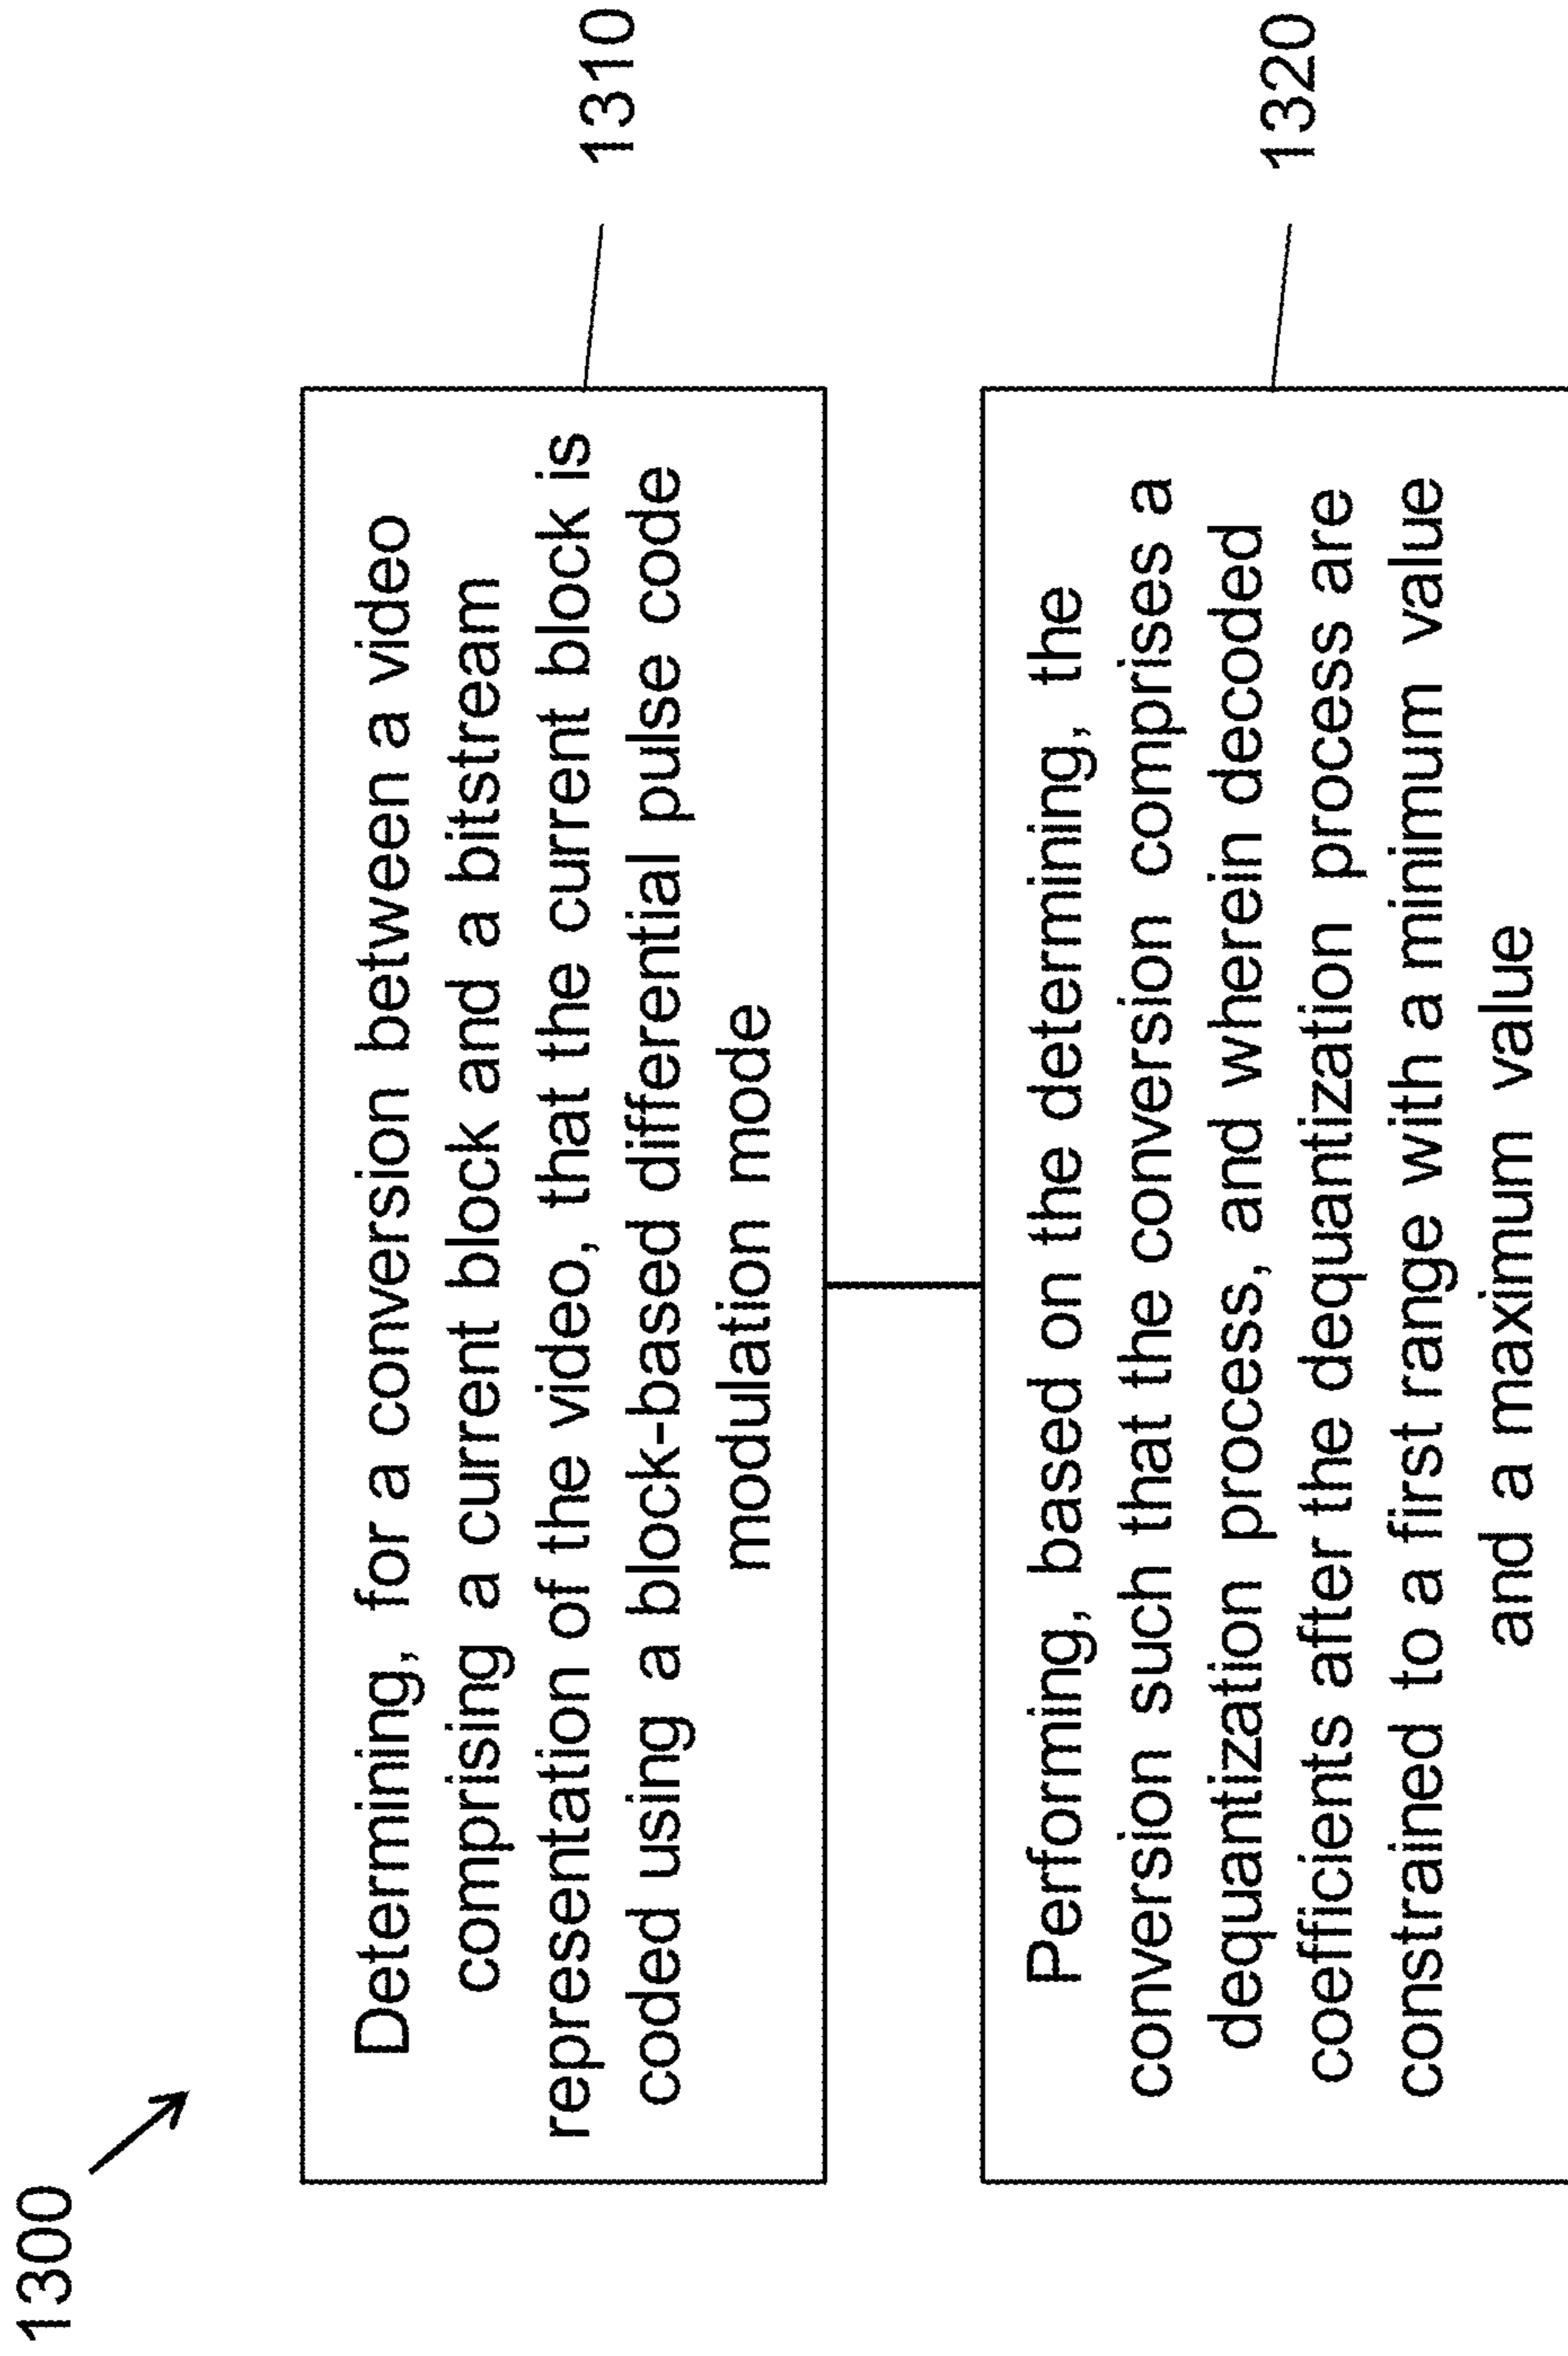 1300
Determining, for a conversion between a video
comprising a current block and a bitstream
representation of the video, that the current block is
coded using a block-based differential pulse code
modulation mode
1310
Performing, based on the determining, the
conversion such that the conversion comprises a
dequantization process, and wherein decoded
coefficients after the dequantization process are
constrained to a first range with a minimum value
and a maximum value
1320